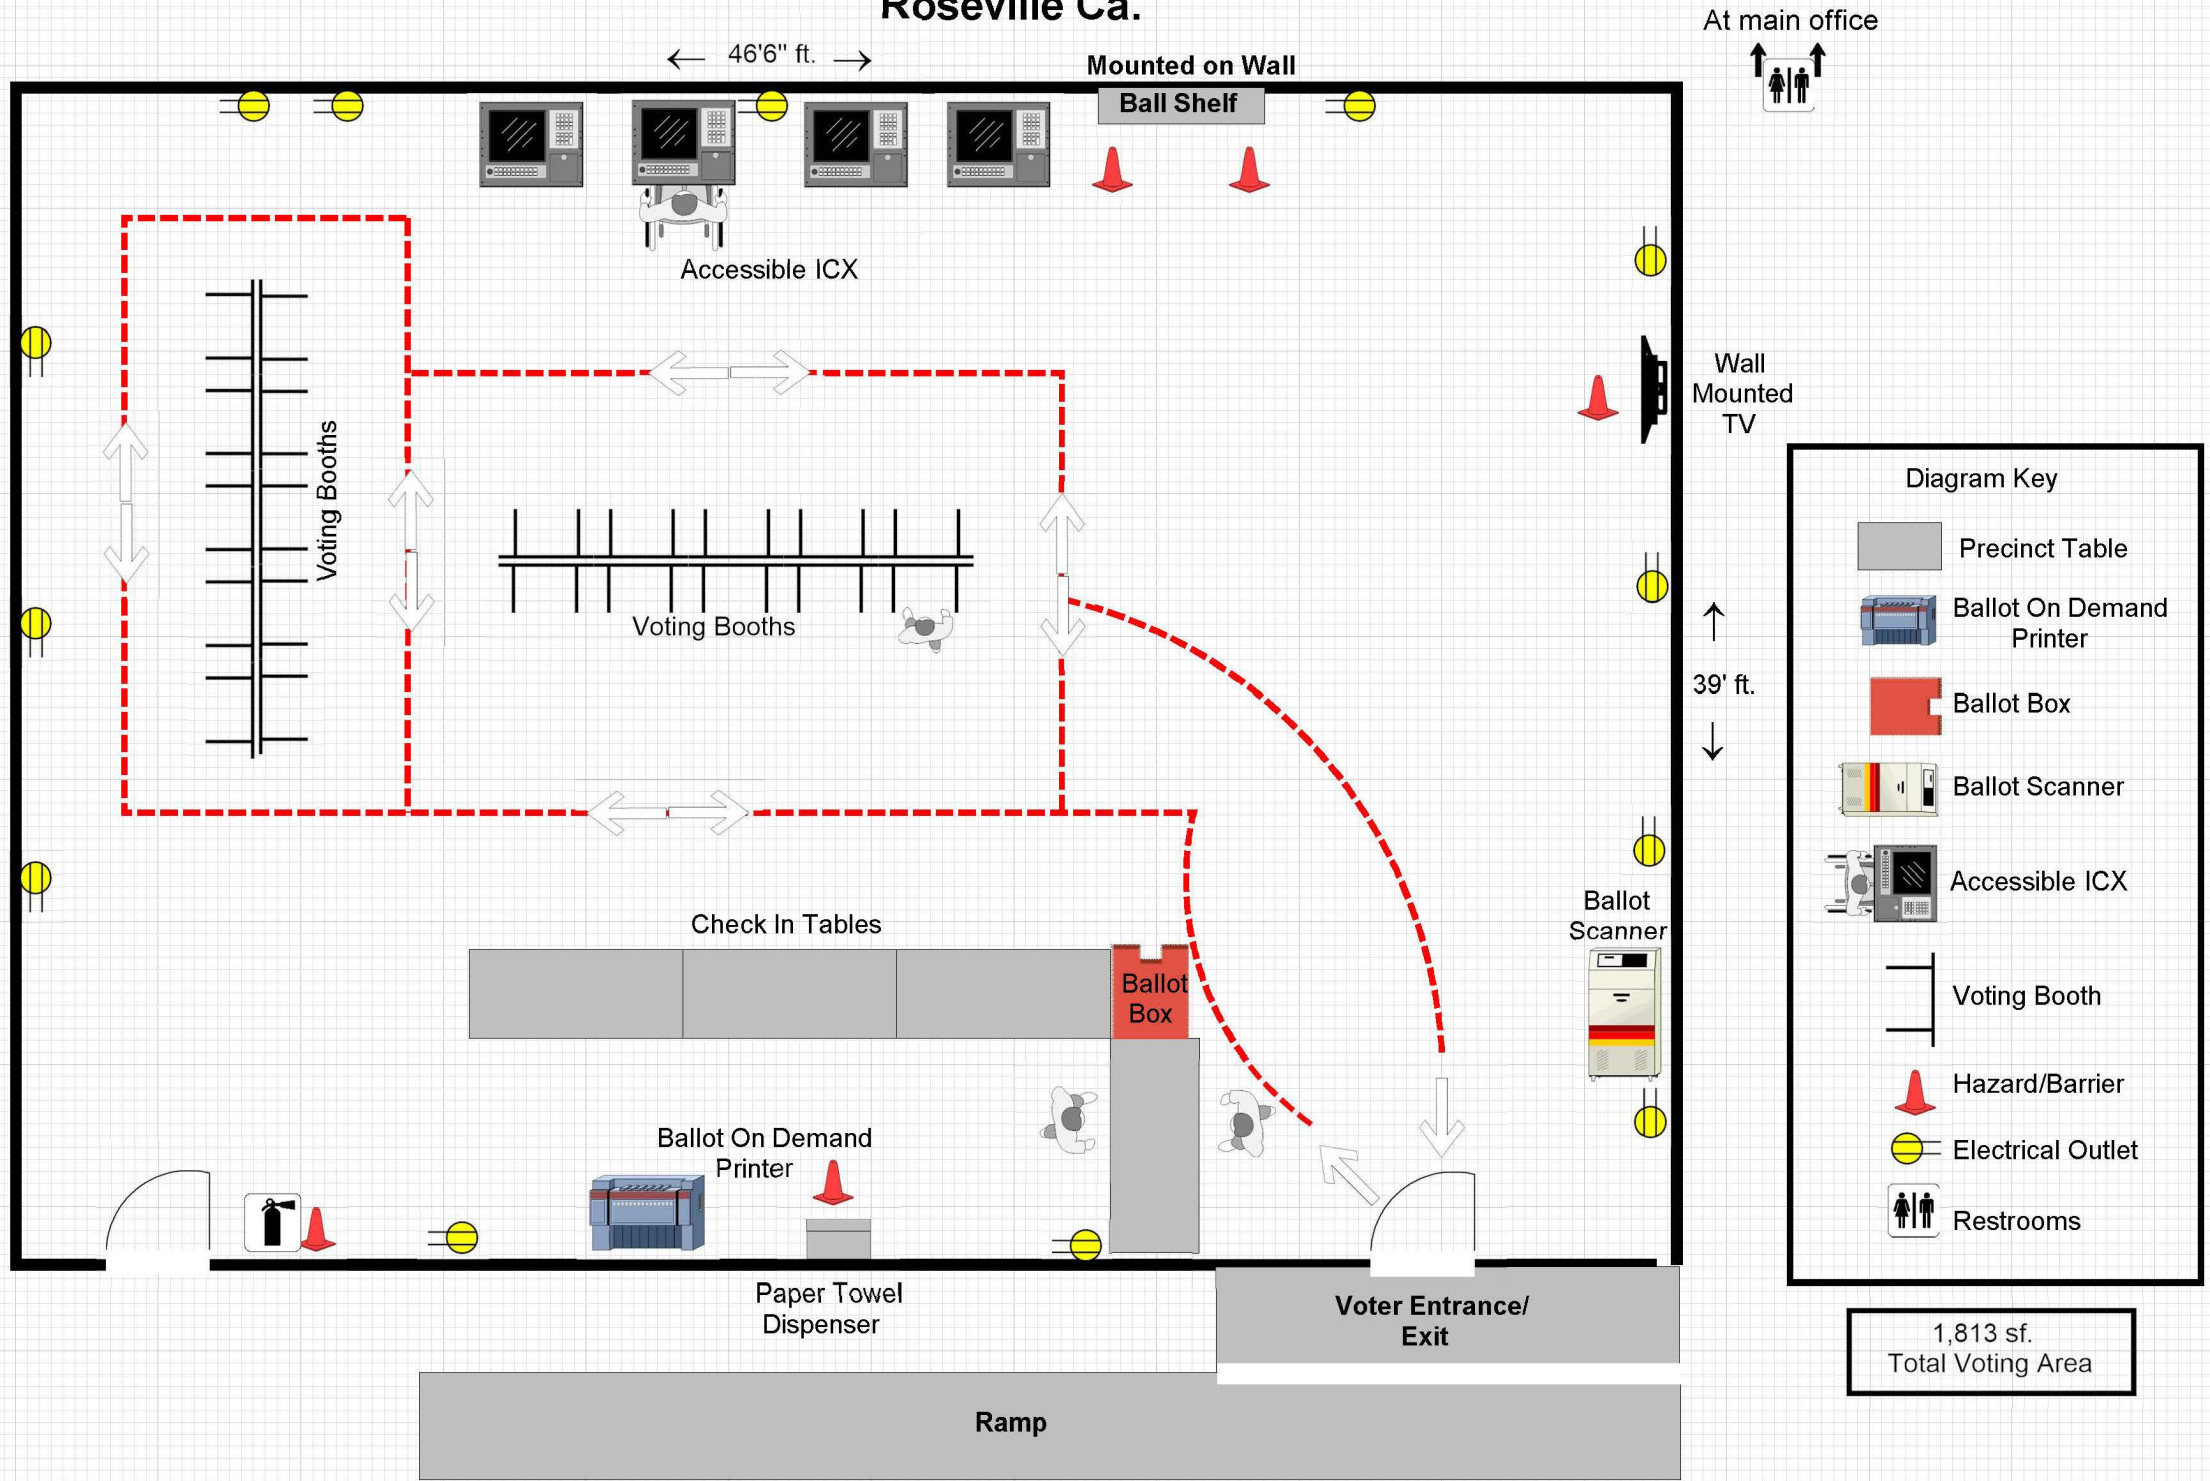 Roseville Ca.
At main office
46'6" ft.
Mounted on Wall
Ball Shelf
Accessible ICX
Wall
Mounted
TV
Voting Booths
Voting Booths
39' ft.
Check In Tables
Ballot
Box
Ballot
Scanner
Ballot On Demand
Printer
Paper Towel
Dispenser
Voter Entrance/
Exit
Ramp
Diagram Key
Precinct Table
Ballot On Demand
Printer
Ballot Box
Ballot Scanner
Accessible ICX
Voting Booth
Hazard/Barrier
Electrical Outlet
Restrooms
1,813 sf.
Total Voting Area